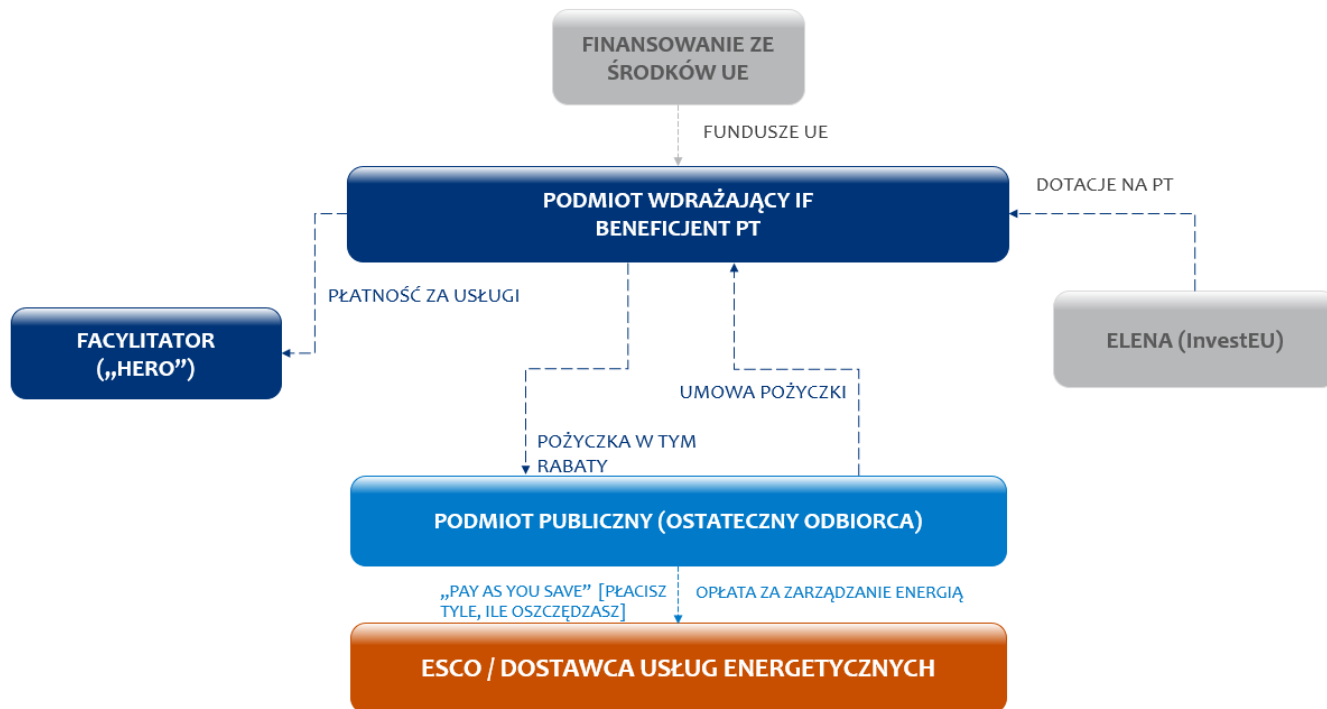 FINANSOWANIE ZE
ŚRODKÓW UE
FUNDUSZE UE
PODMIOT WDRAŻAJĄCY IF
BENEFICJENT PT
DOTACJE NA PT
PŁATNOŚĆ ZA USŁUGI
FACYLITATOR
(„HERO”)
ELENA (InvestEU)
UMOWA POŻYCZKI
POŻYCZKA W TYM
RABATY
PODMIOT PUBLICZNY (OSTATECZNY ODBIORCA)
„PAY AS YOU SAVE” [PŁACISZ
TYLE, ILE OSZCZĘDZASZ]
OPŁATA ZA ZARZĄDZANIE ENERGIĄ
ESCO / DOSTAWCA USŁUG ENERGETYCZNYCH